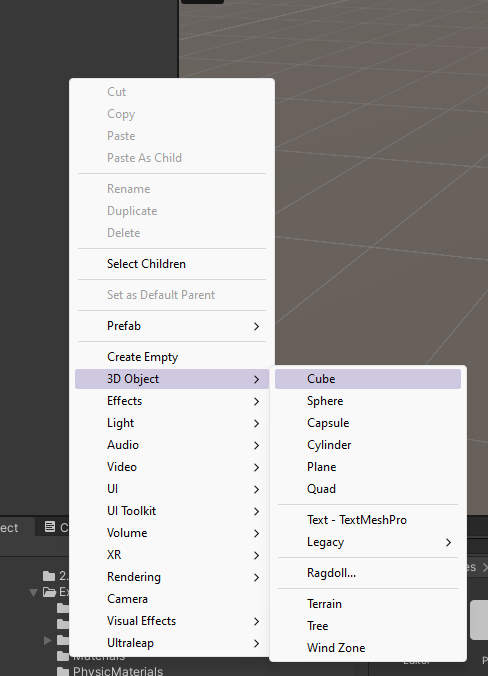 Cut
Copy
Paste
Paste As Child
Rename
Duplicate
Delete
Select Children
Set as Default Parent
Prefab
Create Empty
3D Object
Effects
Light
Audio
Video
UI
UI Toolkit
Volume
XR
Rendering
Camera
Visual Effects
Ultraleap
Cube
Sphere
Capsule
Cylinder
Plane
Quad
Text - TextMeshPro
Legacy
Ragdoll...
Terrain
Tree
Wind Zone
ect
C
2.
E
es
Materials
PhysicMaterials
Editor
P